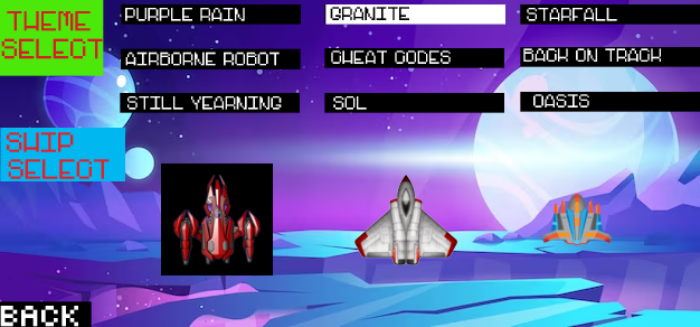 THEME
SELECT
PURPLE RAIN
GRANITE
STARFALL
AIRBORNE ROBOT
CHEAT CODES
BACK ON TRACK
STILL YEARNING
SOL
OASIS
SHIP
SELECT
BACK